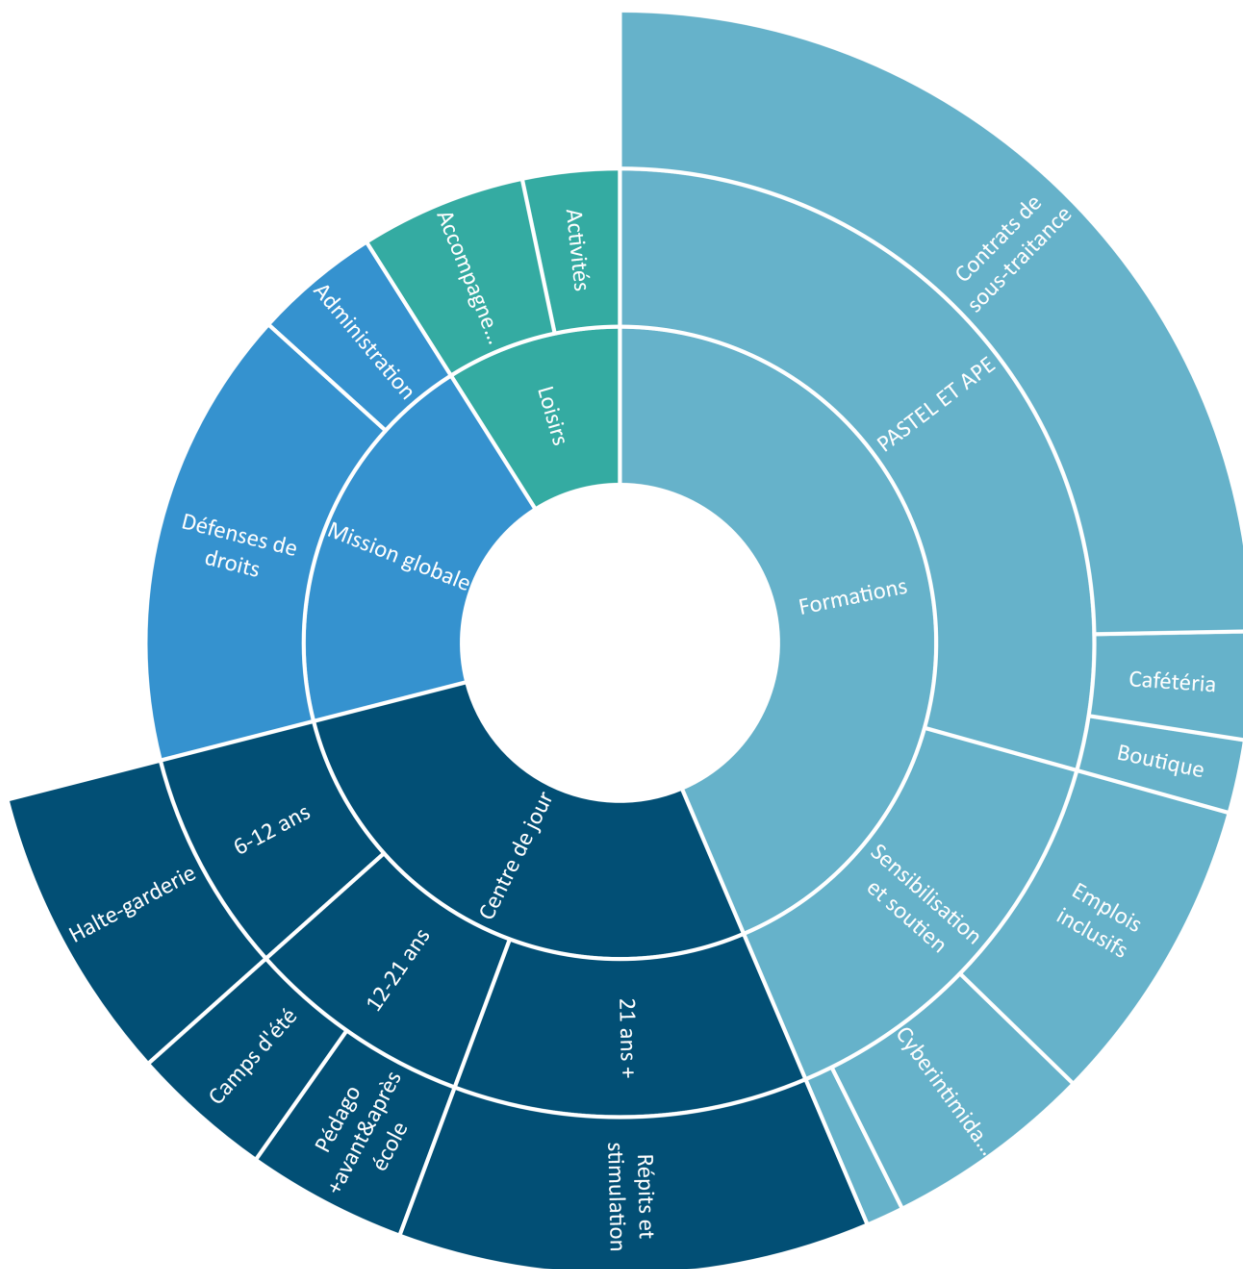 Contrats de
sous-traitance
PASTEL ET APE
Formations
Cafétéria
Boutique
Sensibilisation
et soutien
Emplois
inclusifs
Cyberintimida...
Centre de jour
21 ans +
Répits et
stimulation
12-21 ans
Pédago
+avant&après
école
Camps d'été
6-12 ans
Halte-garderie
Mission globale
Défenses de
droits
Administration
Loisirs
Accompagne...
Activités